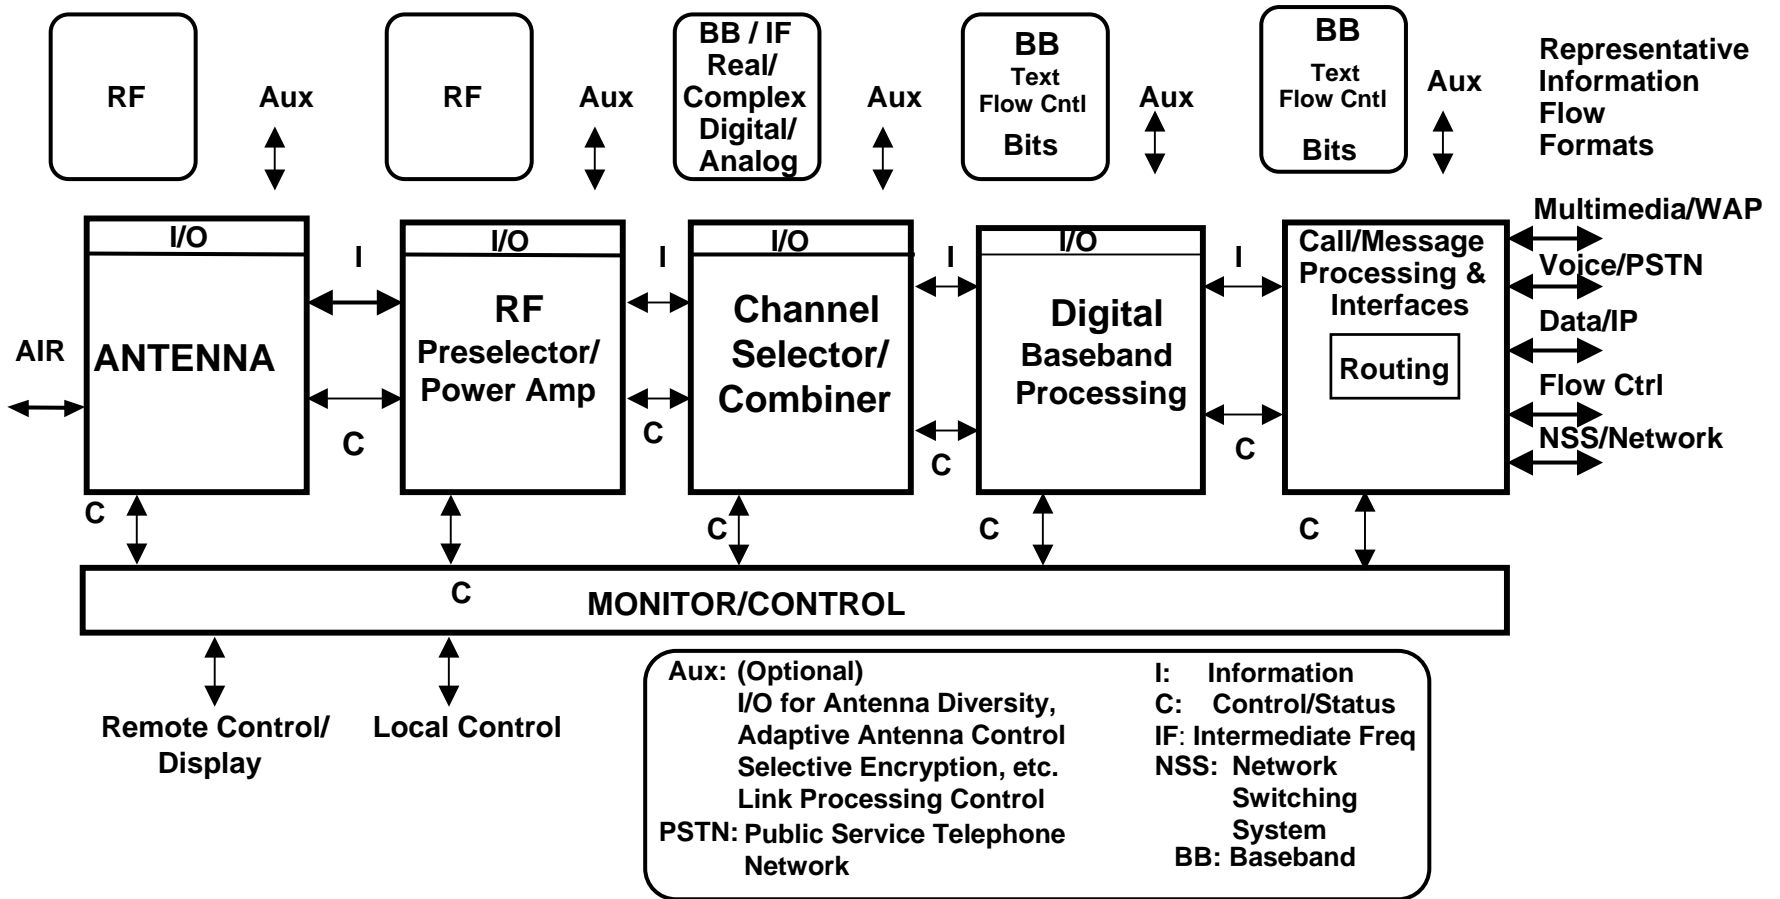 RF
Aux
RF
Aux
BB / IF
Real/
Complex
Digital/
Analog
Aux
BB
Text
Flow Cntl
Bits
Aux
BB
Text
Flow Cntl
Bits
Aux
Representative
Information
Flow
Formats
AIR
I/O
ANTENNA
I
C
I/O
RF
Preselector/
Power Amp
I
C
I/O
Channel
Selector/
Combiner
I
C
I/O
Digital
Baseband
Processing
I
C
Call/Message
Processing &
Interfaces
Routing
Multimedia/WAP
Voice/PSTN
Data/IP
Flow Ctrl
NSS/Network
C
C
C
C
C
MONITOR/CONTROL
Remote Control/
Display
Local Control
Aux: (Optional)
I/O for Antenna Diversity,
Adaptive Antenna Control
Selective Encryption, etc.
Link Processing Control
PSTN: Public Service Telephone
Network
I: Information
C: Control/Status
IF: Intermediate Freq
NSS: Network
Switching
System
BB: Baseband